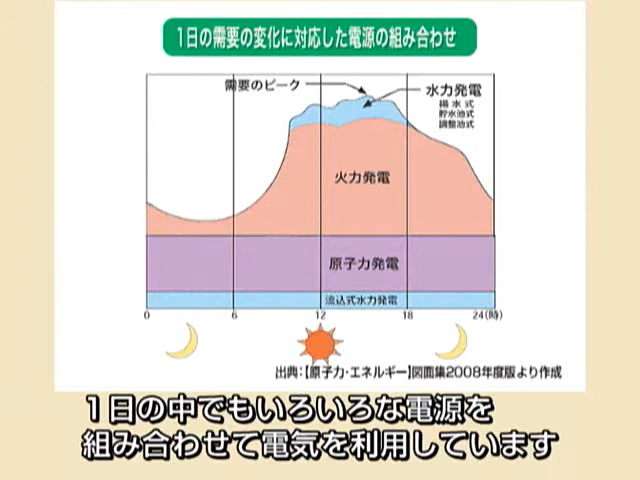 1日の需要の変化に対応した電源の組み合わせ
需要のピーク
水力発電
揚水式
貯水池式
調整池式
火力発電
原子力発電
流込式水力発電
0 6 12 18 24(時)
出典:【原子力・エネルギー】図面集2008年度版より作成
1日の中でもいろいろな電源を
組み合わせて電気を利用しています